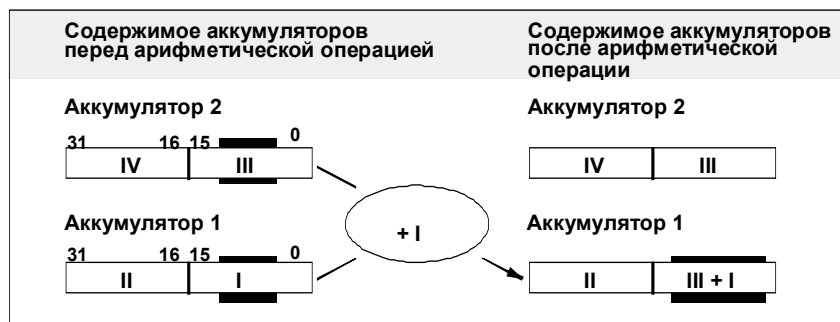 Содержимое аккумуляторов
перед арифметической операцией
Содержимое аккумуляторов
после арифметической
операции
Аккумулятор 2
31 16 15 0
IV III
Аккумулятор 1
31 16 15 0
II I
+ I
Аккумулятор 2
IV III
Аккумулятор 1
II III + I